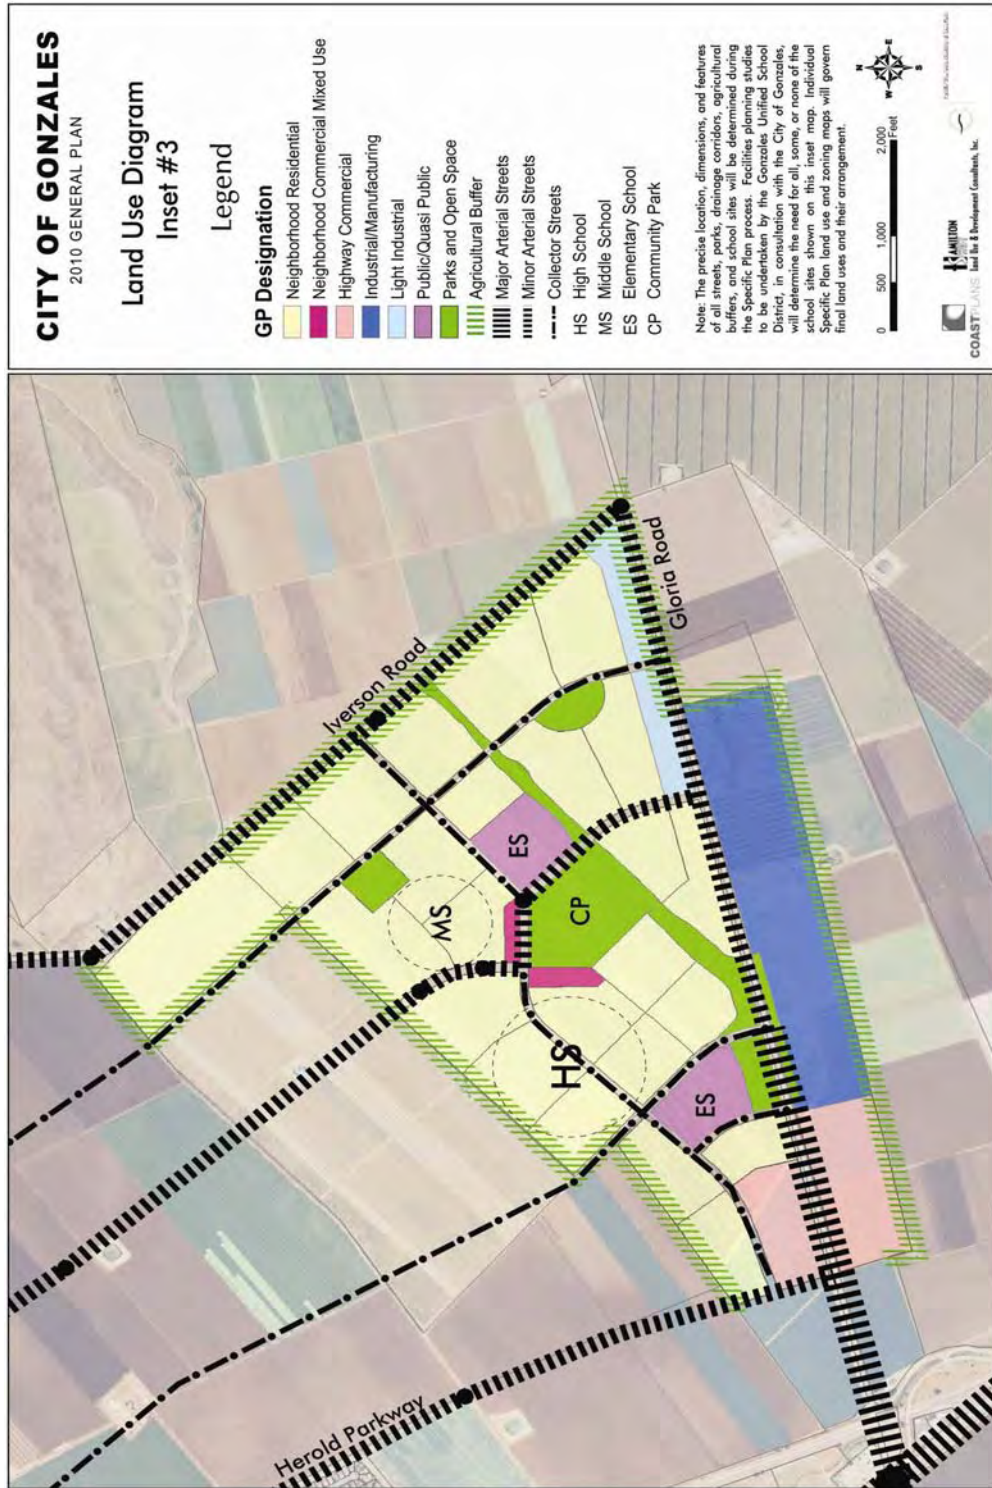 CITY OF GONZALES
2010 GENERAL PLAN
Land Use Diagram
Inset #3
Legend
GP Designation
Neighborhood Residential
Neighborhood Commercial Mixed Use
Highway Commercial
Industrial/Manufacturing
Light Industrial
Public/Quasi Public
Parks and Open Space
Agricultural Buffer
Major Arterial Streets
Minor Arterial Streets
Collector Streets
HS High School
MS Middle School
ES Elementary School
CP Community Park
Note: The precise location, dimensions, and features
of all streets, parks, drainage corridors, agricultural
buffers, and school sites will be determined during
the Specific Plan process. Facilities planning studies
to be undertaken by the Gonzales Unified School
District, in consultation with the City of Gonzales,
will determine the need for all, some, or none of the
school sites shown on this inset map. Individual
Specific Plan land use and zoning maps will govern
final land uses and their arrangement.
0 500 1,000 2,000
Feet
N
W E
S
COASTPLANS
HAMILTON
Land Use & Development Consultants, Inc.
Iverson Road
Gloria Road
Herold Parkway
MS
ES
CP
HS
ES